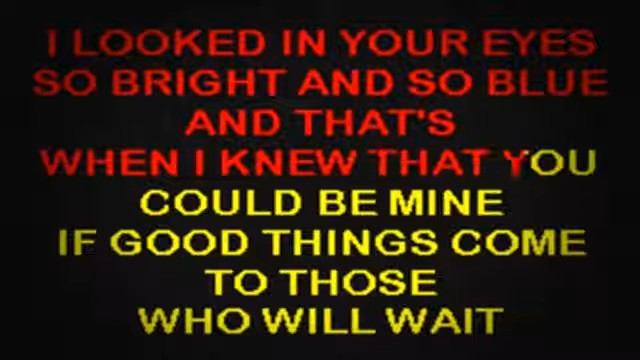 I LOOKED IN YOUR EYES
SO BRIGHT AND SO BLUE
AND THAT'S
WHEN I KNEW THAT YOU
COULD BE MINE
IF GOOD THINGS COME
TO THOSE
WHO WILL WAIT